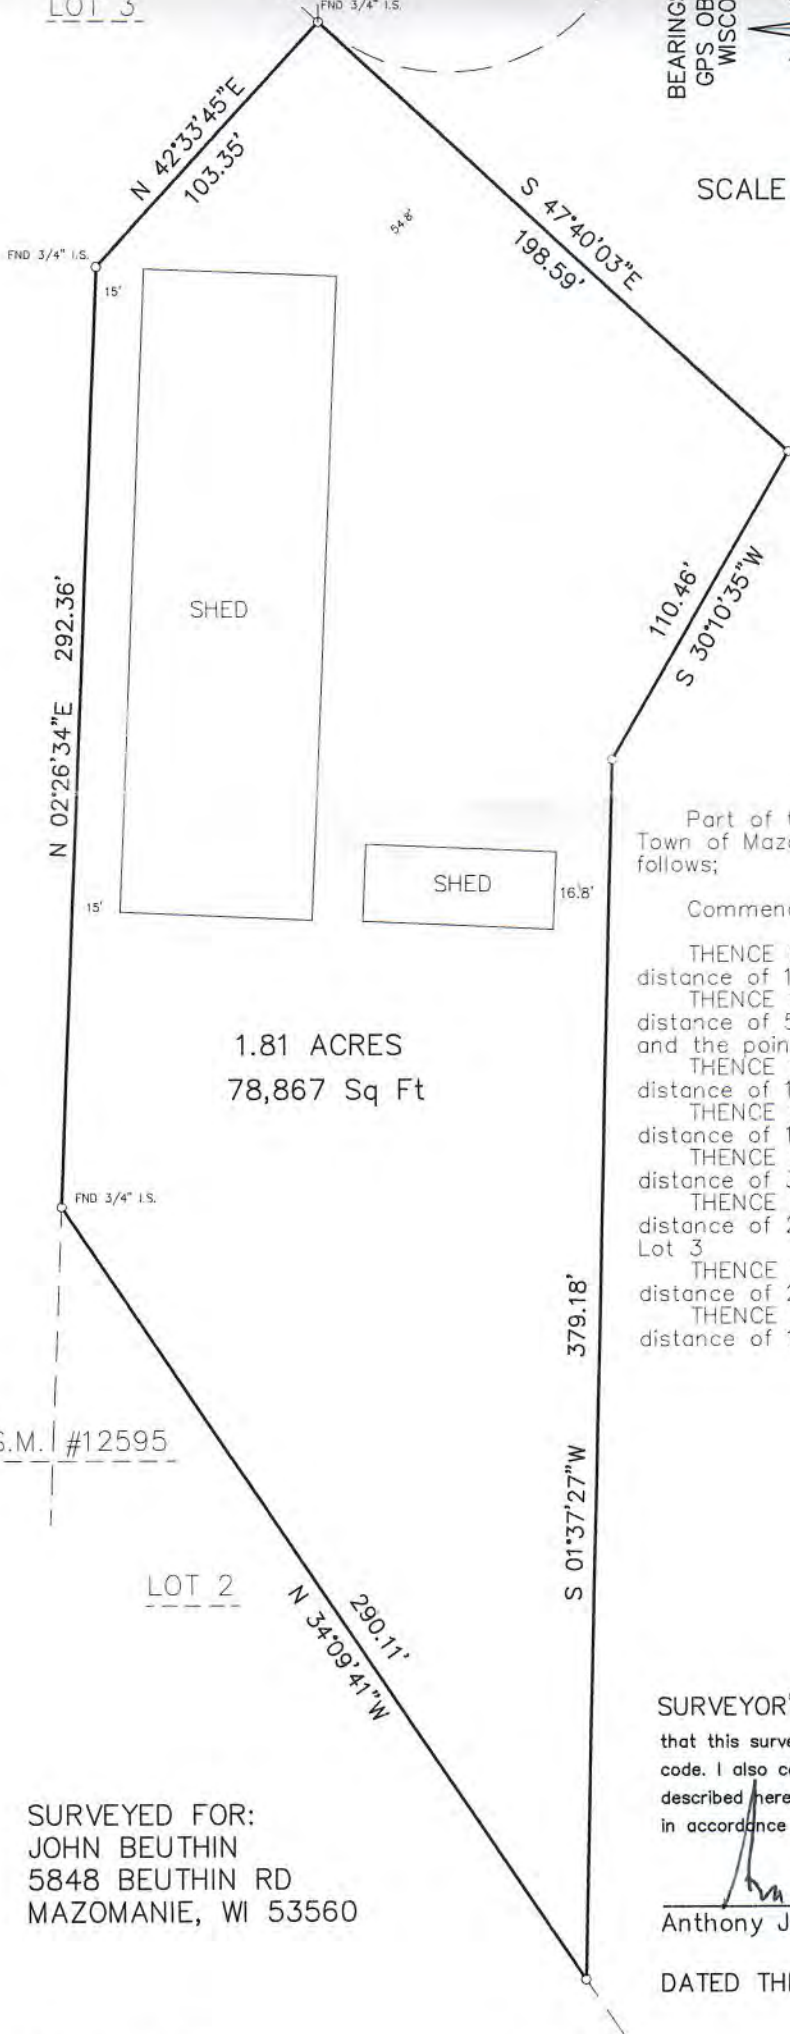 LOT 3
FND 3/4" I.S.
BEARING
GPS OB
WISCO
N 42°33'45"E
103.35'
S 47°40'03"E
198.59'
SCALE
54.8'
FND 3/4" I.S.
15'
N 02°26'34"E 292.36'
SHED
110.46'
S 30°10'35"W
SHED
16.8'
15'
1.81 ACRES
78,867 Sq Ft
Part of
Town of Maz
follows;
Commen
THENCE
distance of 1
THENCE
distance of 5
and the poin
THENCE
distance of 1
THENCE
distance of 1
THENCE
distance of 3
THENCE
distance of 2
Lot 3
THENCE
distance of 2
THENCE
distance of 1
FND 3/4" I.S.
S 01°37'27"W 379.18'
S.M. #12595
LOT 2
290.11'
N 34°09'41"W
SURVEYED FOR:
JOHN BEUTHIN
5848 BEUTHIN RD
MAZOMANIE, WI 53560
SURVEYOR'
that this surve
code. I also c
described here
in accordance
Anthony J
DATED THI